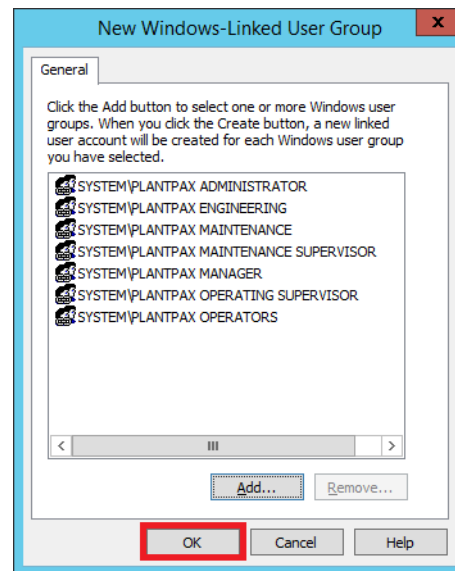 New Windows-Linked User Group
x
General
Click the Add button to select one or more Windows user
groups. When you click the Create button, a new linked
user account will be created for each Windows user group
you have selected.
SYSTEM\PLANTPAX ADMINISTRATOR
SYSTEM\PLANTPAX ENGINEERING
SYSTEM\PLANTPAX MAINTENANCE
SYSTEM\PLANTPAX MAINTENANCE SUPERVISOR
SYSTEM\PLANTPAX MANAGER
SYSTEM\PLANTPAX OPERATING SUPERVISOR
SYSTEM\PLANTPAX OPERATORS
Add... Remove...
OK Cancel Help